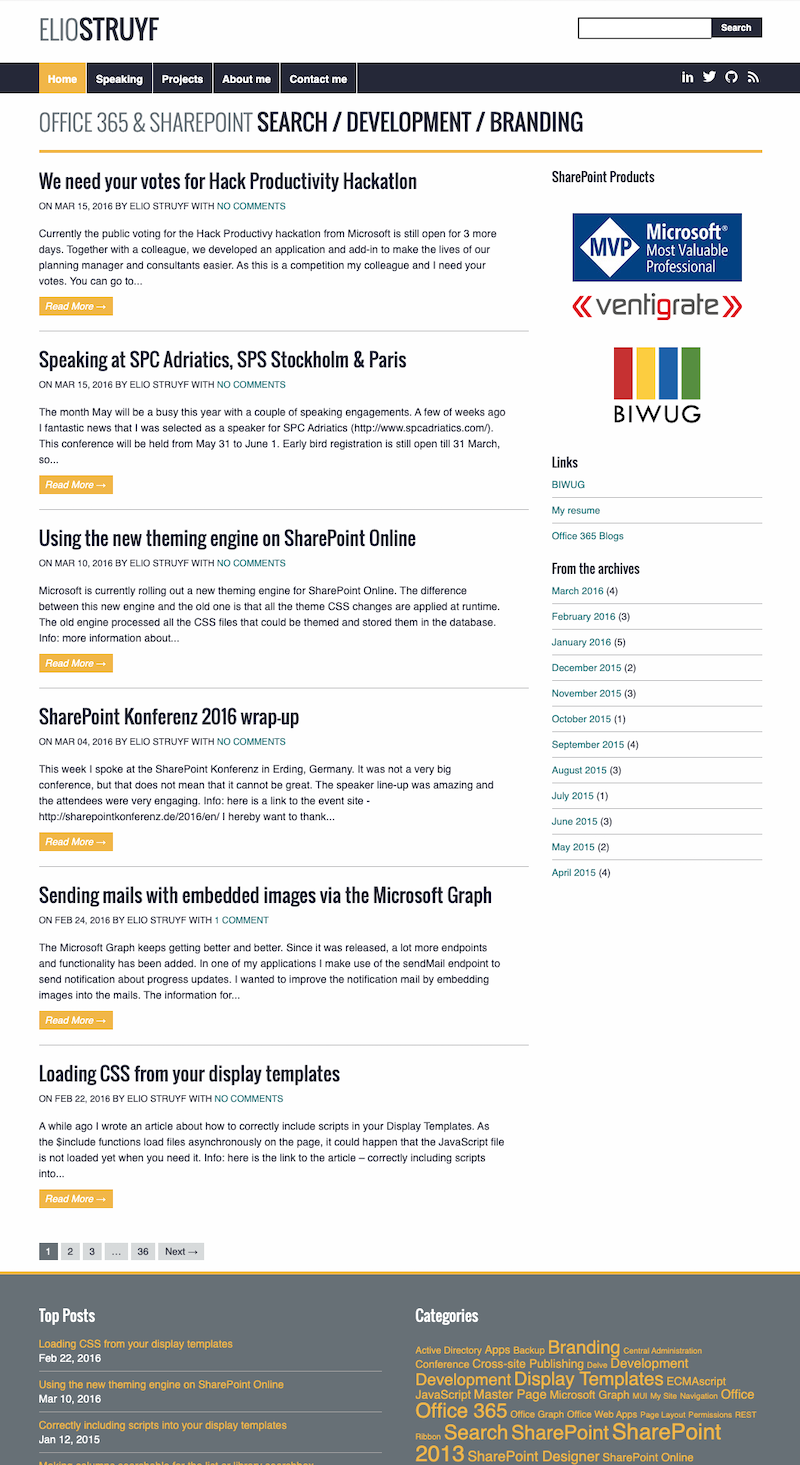 ELIOSTRUYF
Search
Home
Speaking
Projects
About me
Contact me
OFFICE 365 & SHAREPOINT SEARCH / DEVELOPMENT / BRANDING
We need your votes for Hack Productivity HackatIon
ON MAR 15, 2016 BY ELIO STRUYF WITH NO COMMENTS
Currently the public voting for the Hack Productivy hackation from Microsoft is still open for 3 more
days. Together with a colleague, we developed an application and add-in to make the lives of our
planning manager and consultants easier. As this is a competition my colleague and I need your
votes. You can go to...
Read More →
Speaking at SPC Adriatics, SPS Stockholm & Paris
ON MAR 15, 2016 BY ELIO STRUYF WITH NO COMMENTS
The month May will be a busy this year with a couple of speaking engagements. A few of weeks ago
I fantastic news that I was selected as a speaker for SPC Adriatics (http://www.spcadriatics.com/).
This conference will be held from May 31 to June 1. Early bird registration is still open till 31 March,
so...
Read More →
Using the new theming engine on SharePoint Online
ON MAR 10, 2016 BY ELIO STRUYF WITH NO COMMENTS
Microsoft is currently rolling out a new theming engine for SharePoint Online. The difference
between this new engine and the old one is that all the theme CSS changes are applied at runtime.
The old engine processed all the CSS files that could be themed and stored them in the database.
Info: more information about...
Read More →
SharePoint Konferenz 2016 wrap-up
ON MAR 04, 2016 BY ELIO STRUYF WITH NO COMMENTS
This week I spoke at the SharePoint Konferenz in Erding, Germany. It was not a very big
conference, but that does not mean that it cannot be great. The speaker line-up was amazing and
the attendees were very engaging. Info: here is a link to the event site -
http://sharepointkonferenz.de/2016/en/ I hereby want to thank...
Read More →
Sending mails with embedded images via the Microsoft Graph
ON FEB 24, 2016 BY ELIO STRUYF WITH 1 COMMENT
The Microsoft Graph keeps getting better and better. Since it was released, a lot more endpoints
and functionality has been added. In one of my applications I make use of the sendMail endpoint to
send notification about progress updates. I wanted to improve the notification mail by embedding
images into the mails. The information for...
Read More →
Loading CSS from your display templates
ON FEB 22, 2016 BY ELIO STRUYF WITH NO COMMENTS
A while ago I wrote an article about how to correctly include scripts in your Display Templates. As
the $include functions load files asynchronously on the page, it could happen that the JavaScript file
is not loaded yet when you need it. Info: here is the link to the article – correctly including scripts
into...
Read More →
1 2 3 ... 36 Next →
SharePoint Products
MVP
Microsoft®
Most Valuable
Professional
ventigrate
BIWUG
Links
BIWUG
My resume
Office 365 Blogs
From the archives
March 2016 (4)
February 2016 (3)
January 2016 (5)
December 2015 (2)
November 2015 (3)
October 2015 (1)
September 2015 (4)
August 2015 (3)
July 2015 (1)
June 2015 (3)
May 2015 (2)
April 2015 (4)
Top Posts
Loading CSS from your display templates
Feb 22, 2016
Using the new theming engine on SharePoint Online
Mar 10, 2016
Correctly including scripts into your display templates
Jan 12, 2015
Categories
Active Directory Apps Backup Branding Central Administration
Conference Cross-site Publishing Delve Development
Development Display Templates ECMAscript
JavaScript Master Page Microsoft Graph MUI My Site Navigation Office
Office 365 Office Graph Office Web Apps Page Layout Permissions REST
Ribbon Search SharePoint SharePoint
2013 SharePoint Designer SharePoint Online